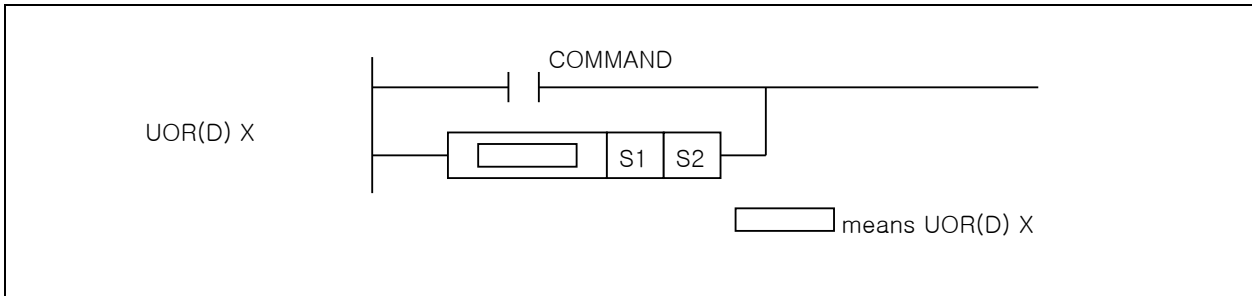 COMMAND
UOR(D) X
S1 S2
means UOR(D) X